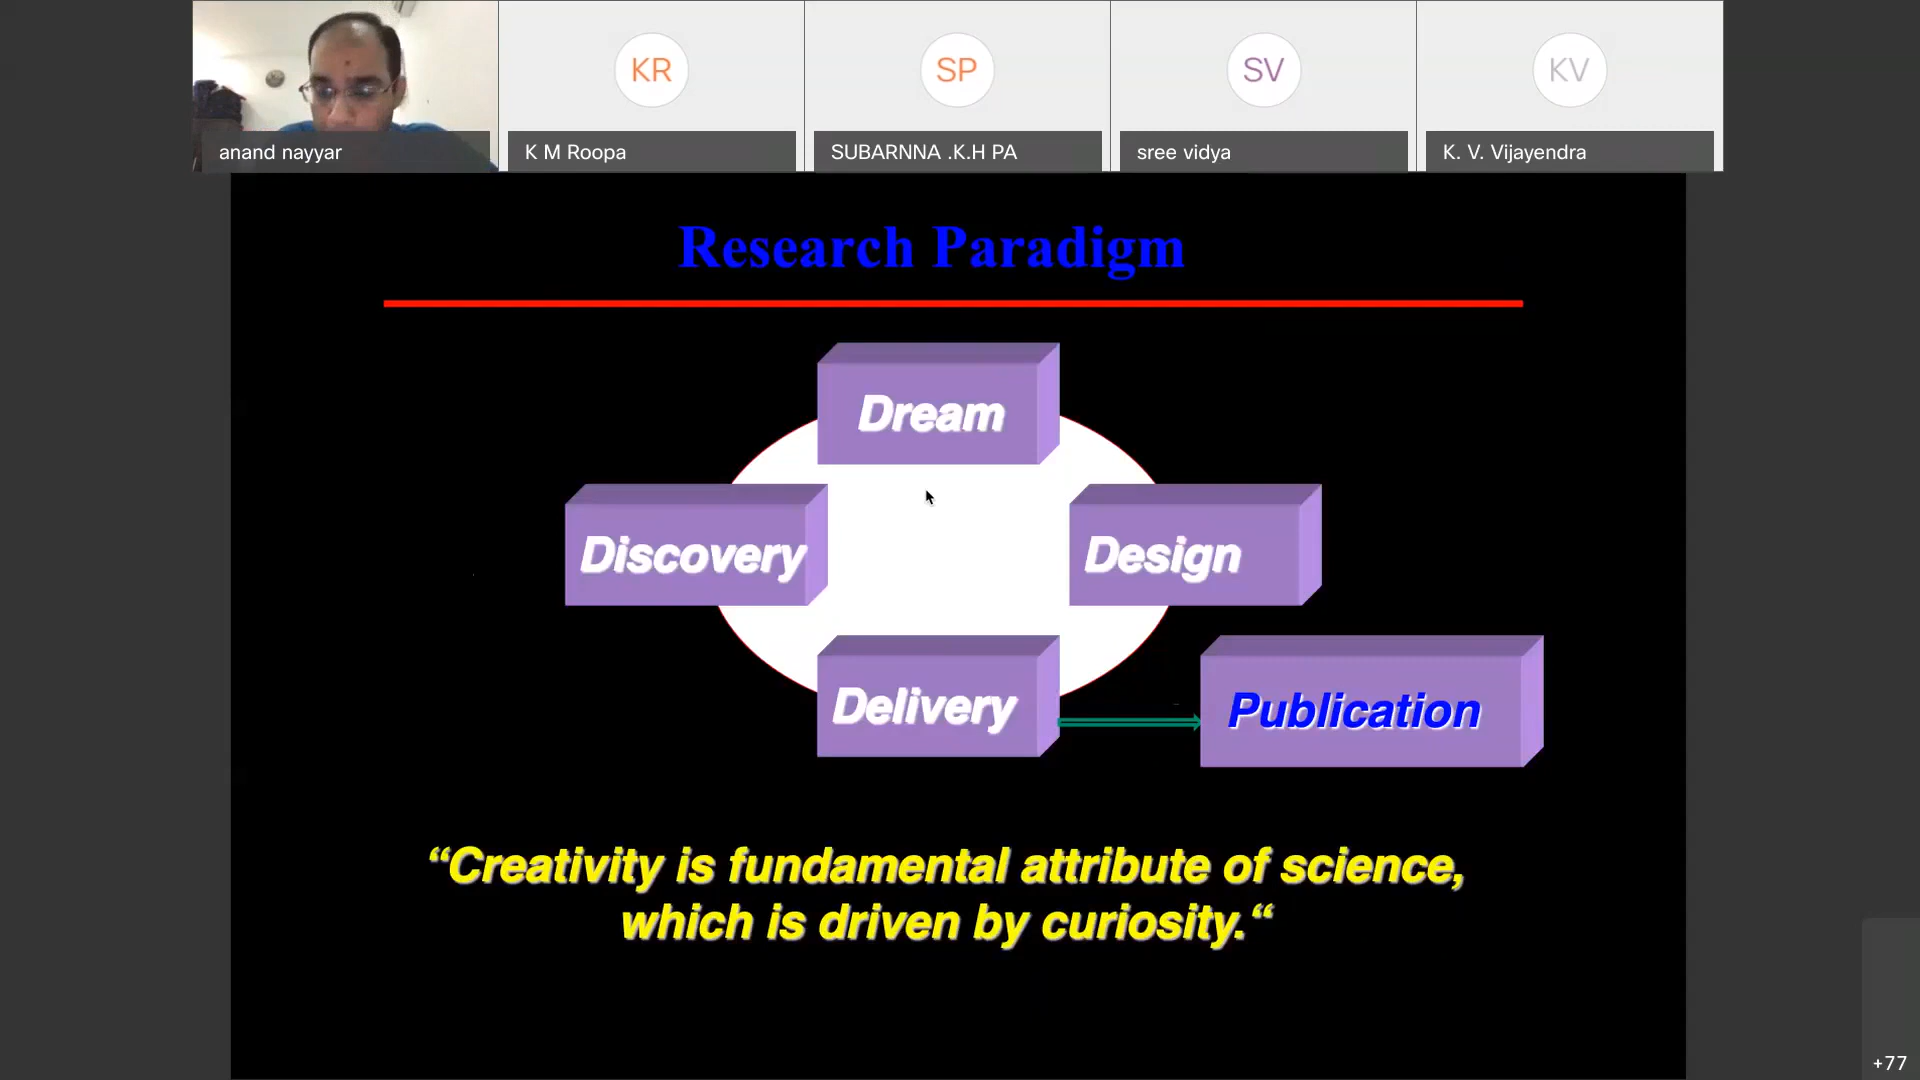 KR
SP
SV
KV
anand nayyar
K M Roopa
SUBARNNA .K.H PA
sree vidya
K. V. Vijayendra
Research Paradigm
Dream
Discovery
Design
Delivery
Publication
“Creativity is fundamental attribute of science,
which is driven by curiosity.“
+77